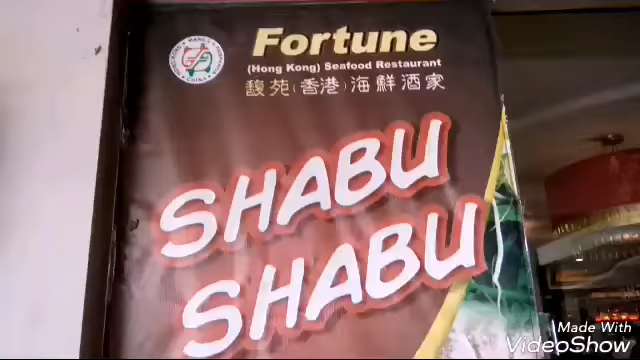 Fortune
(Hong Kong) Seafood Restaurant
馥苑(香港)海鮮酒家
SHABU
SHABU
Made With
VideoShow